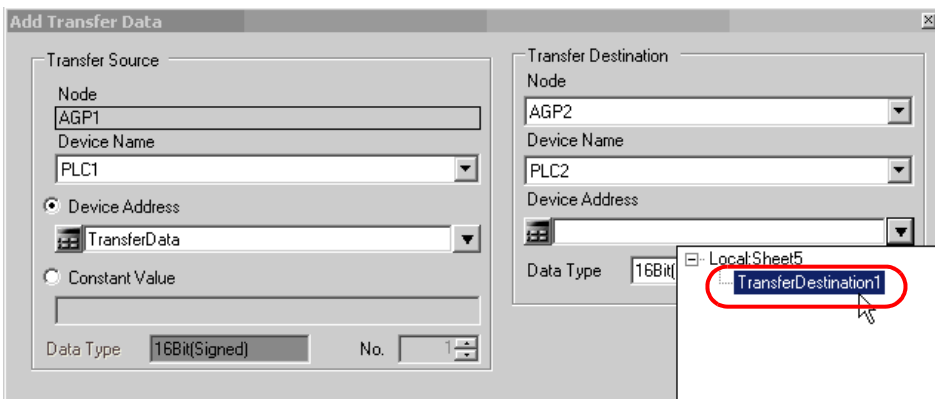 Add Transfer Data
Transfer Source
Node
AGP1
Device Name
PLC1
Device Address
TransferData
Constant Value
Data Type 16Bit(Signed) No. 1
Transfer Destination
Node
AGP2
Device Name
PLC2
Device Address
Data Type 16Bit(
Local:Sheet5
TransferDestination1